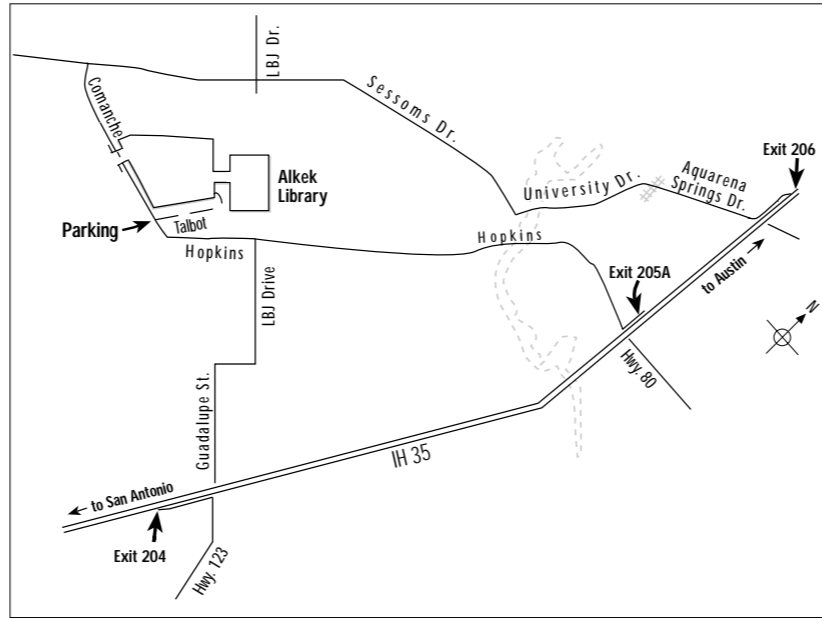 LBJ Dr.
Comanche
Sessoms Dr.
Exit 206
Alkek
Library
University Dr.
Aquarena
Springs Dr.
Parking
Talbot
Hopkins
Hopkins
Exit 205A
to Austin
LBJ Drive
N
Hwy. 80
Guadalupe St.
IH 35
to San Antonio
Exit 204
Hwy. 123